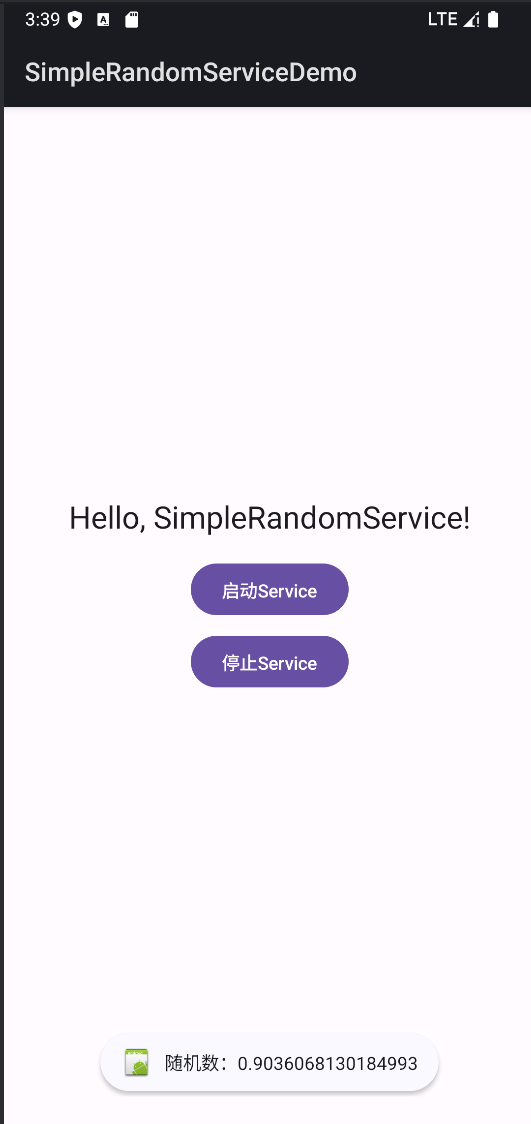 3:39
LTE
SimpleRandomServiceDemo
Hello, SimpleRandomService!
启动Service
停止Service
随机数：0.9036068130184993